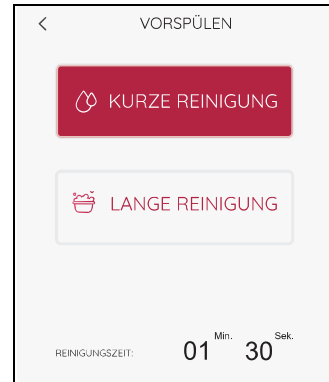 VORSPÜLEN
KURZE REINIGUNG
LANGE REINIGUNG
REINIGUNGSZEIT: 01 Min. 30 Sek.